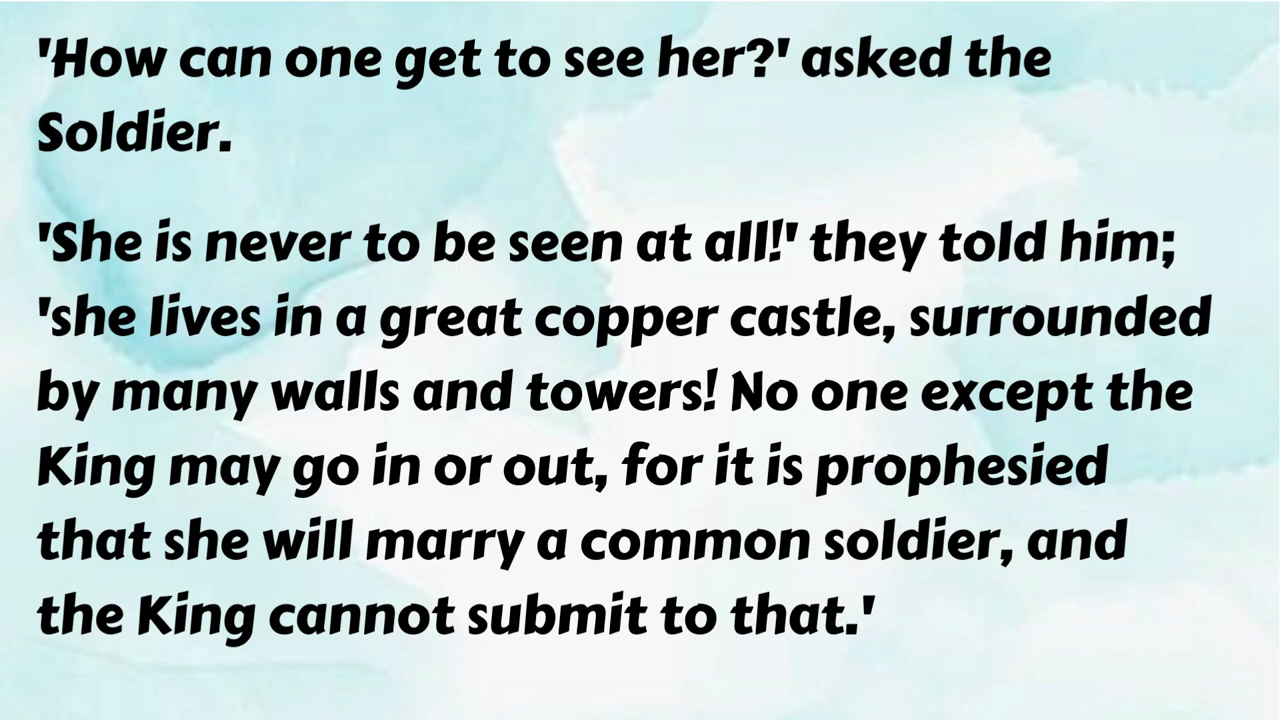 'How can one get to see her?' asked the
Soldier.
'She is never to be seen at all!' they told him;
'she lives in a great copper castle, surrounded
by many walls and towers! No one except the
King may go in or out, for it is prophesied
that she will marry a common soldier, and
the King cannot submit to that.'